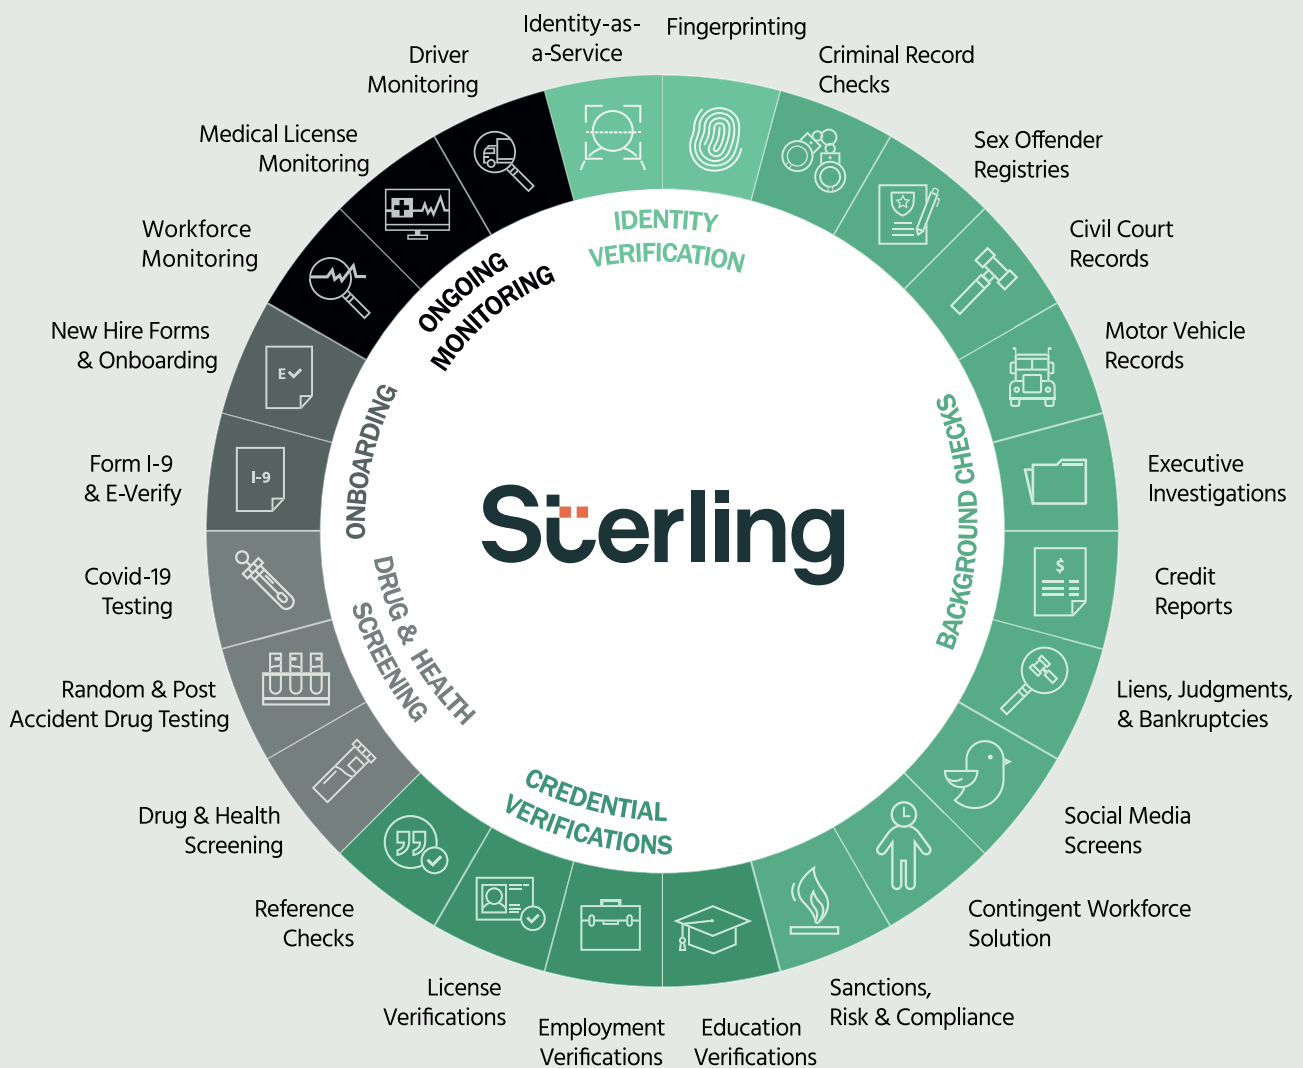 Identity-as-
a-Service
Fingerprinting
Criminal Record
Checks
Sex Offender
Registries
Civil Court
Records
Motor Vehicle
Records
Executive
Investigations
Credit
Reports
Liens, Judgments,
& Bankruptcies
Social Media
Screens
Contingent Workforce
Solution
Sanctions,
Risk & Compliance
Education
Verifications
Employment
Verifications
License
Verifications
Reference
Checks
Drug & Health
Screening
Random & Post
Accident Drug Testing
Covid-19
Testing
Form I-9
& E-Verify
New Hire Forms
& Onboarding
Workforce
Monitoring
Medical License
Monitoring
Driver
Monitoring
IDENTITY
VERIFICATION
BACKGROUND CHECKS
CREDENTIAL
VERIFICATIONS
DRUG & HEALTH
SCREENING
ONBOARDING
ONGOING
MONITORING
Sterling
E
I-9
$